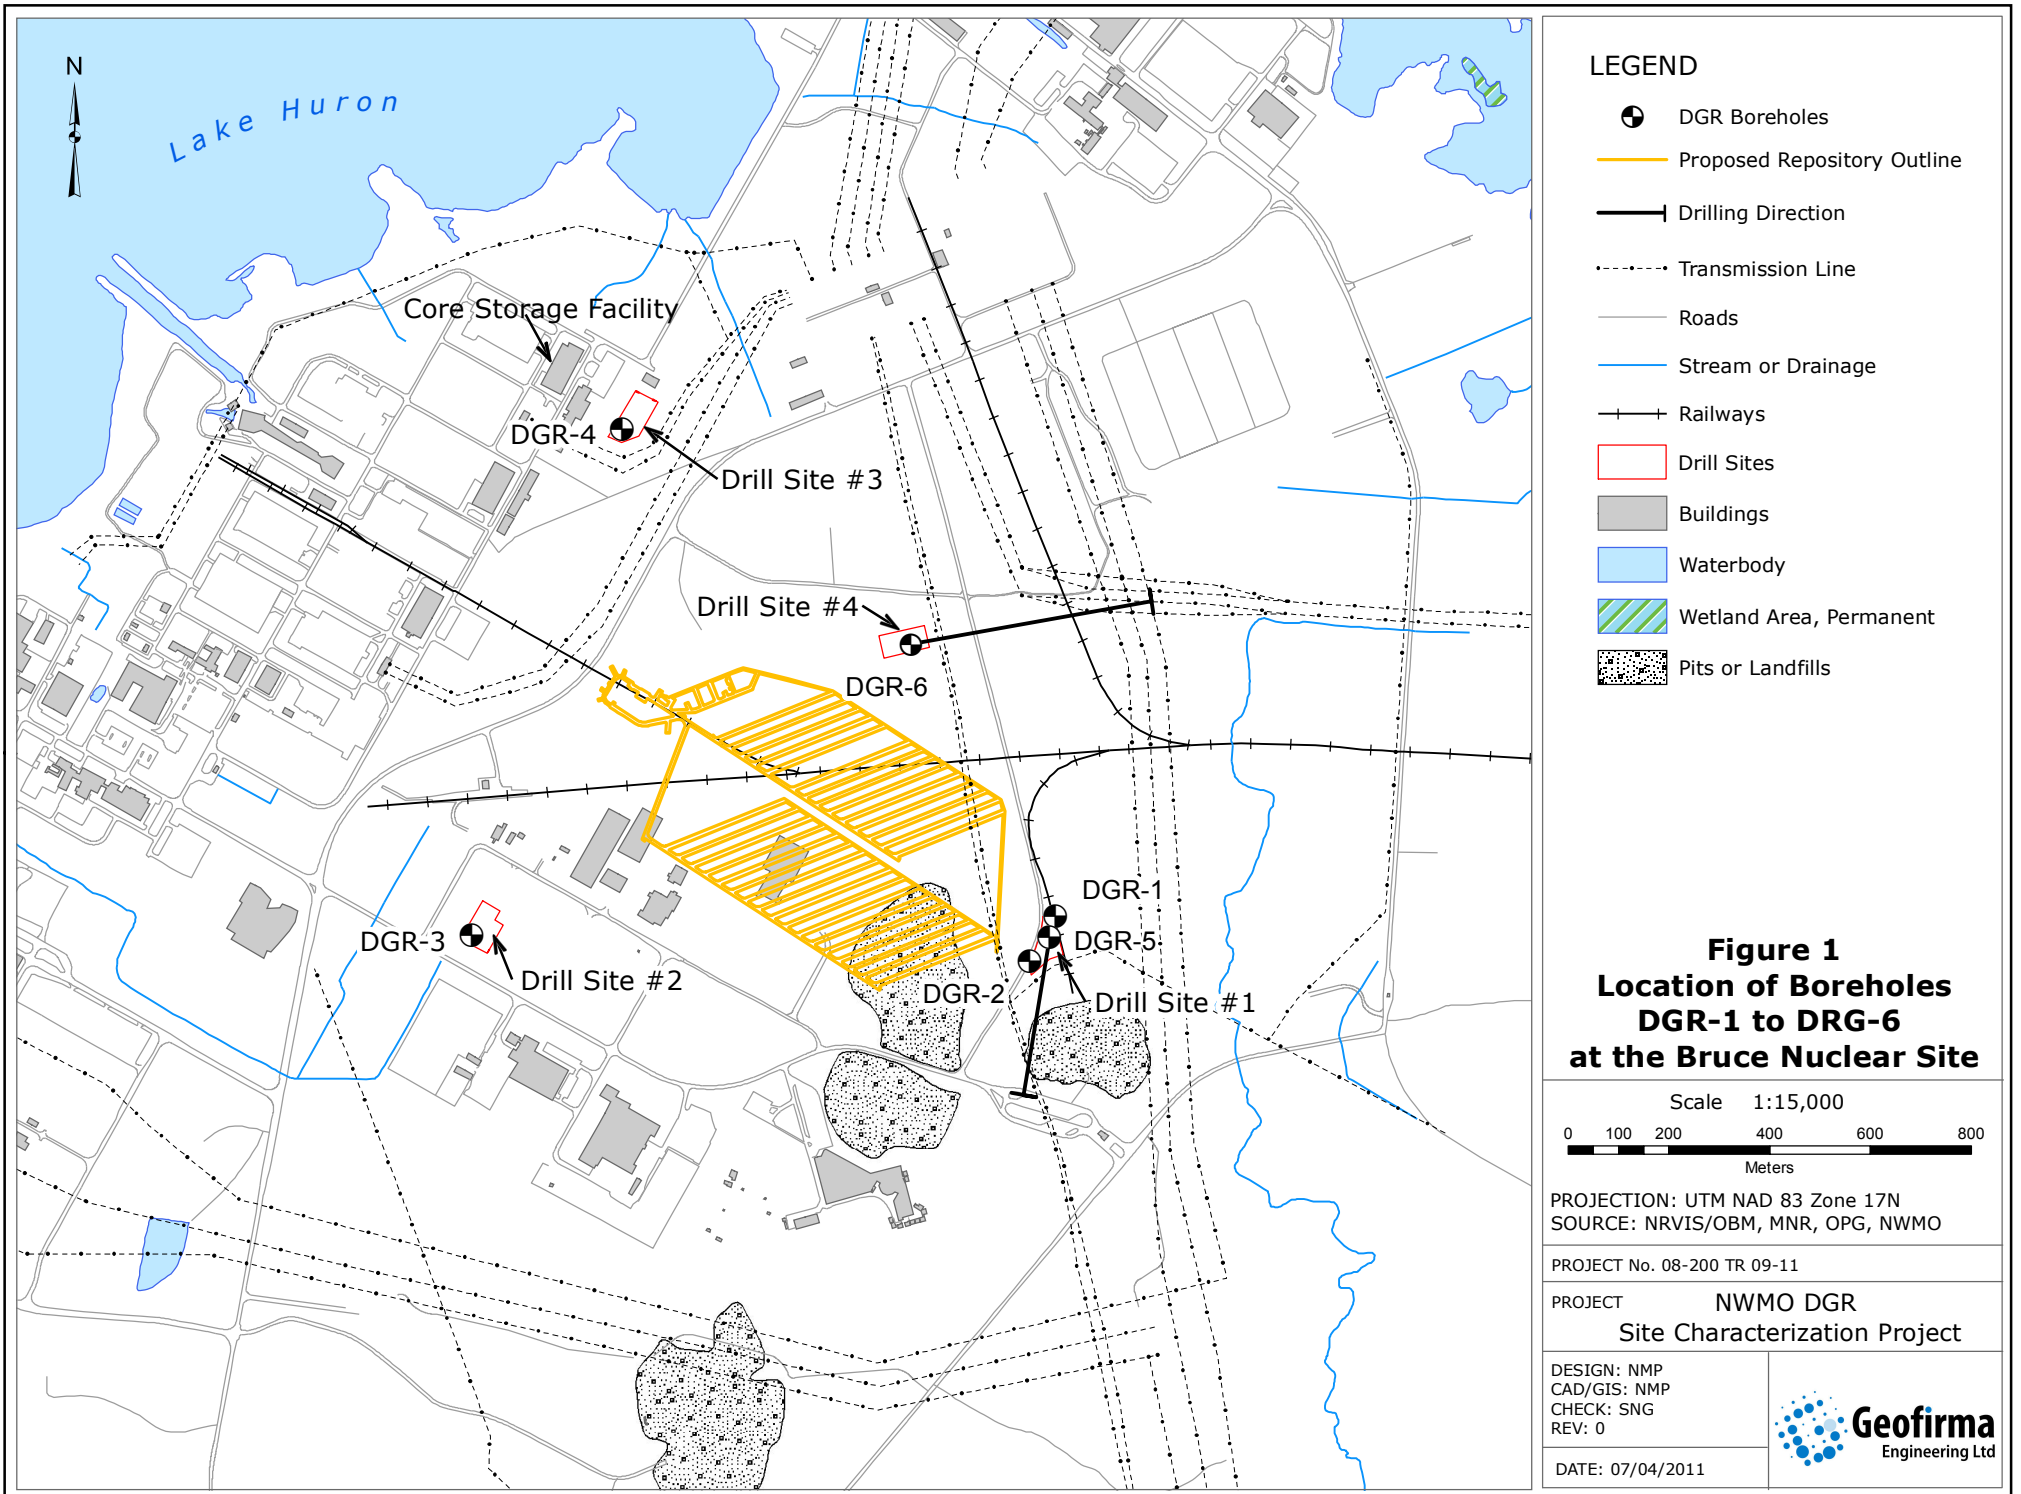 N
Lake Huron
Core Storage Facility
DGR-4
Drill Site #3
Drill Site #4
DGR-6
DGR-1
DGR-3
DGR-5
Drill Site #2
DGR-2
Drill Site #1
LEGEND
DGR Boreholes
Proposed Repository Outline
Drilling Direction
Transmission Line
Roads
Stream or Drainage
Railways
Drill Sites
Buildings
Waterbody
Wetland Area, Permanent
Pits or Landfills
Figure 1
Location of Boreholes
DGR-1 to DRG-6
at the Bruce Nuclear Site
Scale 1:15,000
0 100 200 400 600 800
Meters
PROJECTION: UTM NAD 83 Zone 17N
SOURCE: NRVIS/OBM, MNR, OPG, NWMO
PROJECT No. 08-200 TR 09-11
PROJECT NWMO DGR
Site Characterization Project
DESIGN: NMP
CAD/GIS: NMP
CHECK: SNG
REV: 0
DATE: 07/04/2011
Geofirma
Engineering Ltd